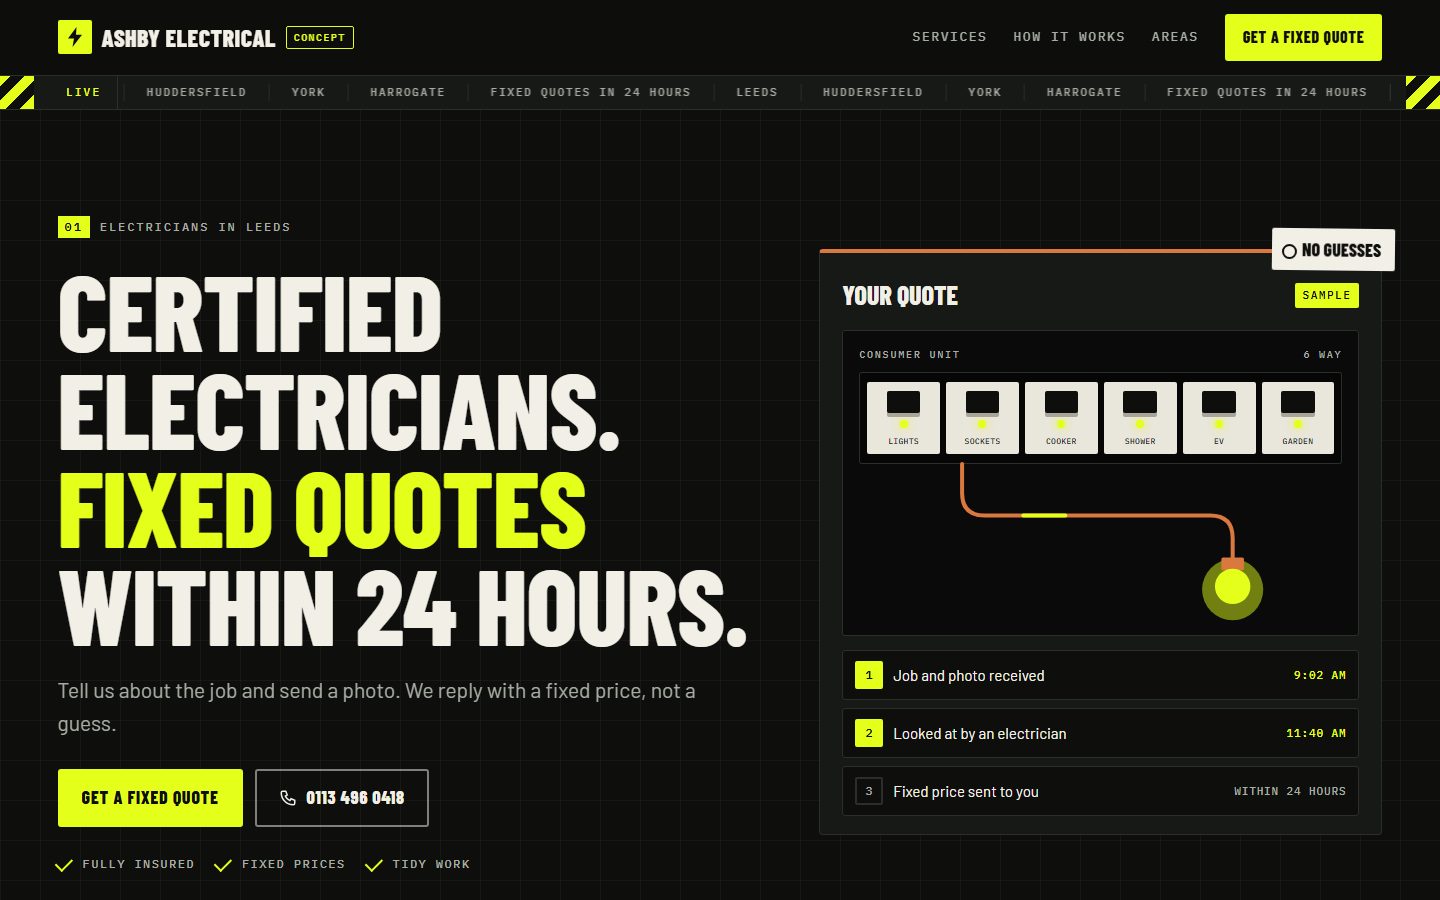 ASHBY ELECTRICAL CONCEPT SERVICES HOW IT WORKS AREAS GET A FIXED QUOTE
LIVE HUDDERSFIELD YORK HARROGATE FIXED QUOTES IN 24 HOURS LEEDS HUDDERSFIELD YORK HARROGATE FIXED QUOTES IN 24 HOURS
01 ELECTRICIANS IN LEEDS
CERTIFIED
ELECTRICIANS.
FIXED QUOTES
WITHIN 24 HOURS.
Tell us about the job and send a photo. We reply with a fixed price, not a
guess.
GET A FIXED QUOTE 0113 496 0418
FULLY INSURED FIXED PRICES TIDY WORK
NO GUESSES
YOUR QUOTE SAMPLE
CONSUMER UNIT 6 WAY
LIGHTS SOCKETS COOKER SHOWER EV GARDEN
1 Job and photo received 9:02 AM
2 Looked at by an electrician 11:40 AM
3 Fixed price sent to you WITHIN 24 HOURS